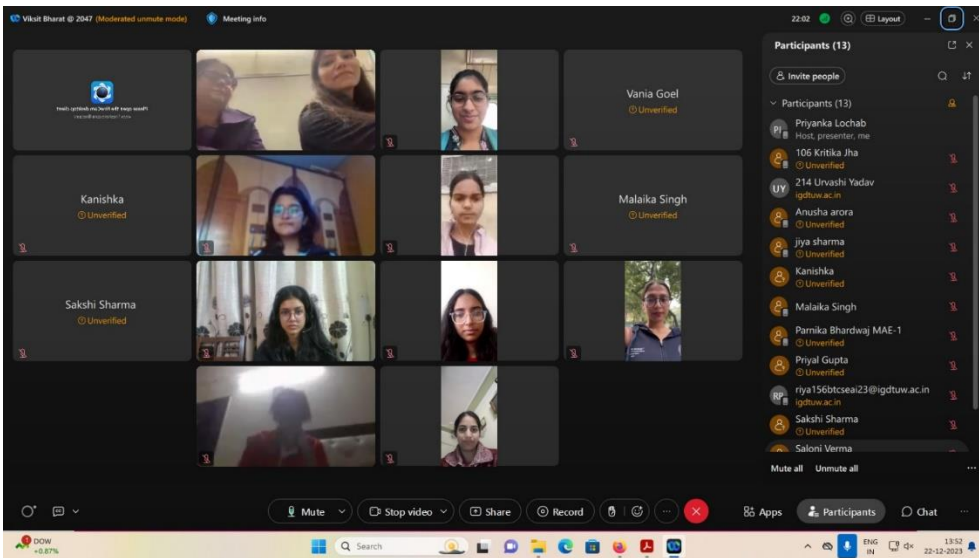 Viksit Bharat @ 2047 (Moderated unmute mode)
Meeting info
22:02
Layout
Vania Goel
Unverified
Kanishka
Unverified
Malaika Singh
Unverified
Sakshi Sharma
Unverified
Participants (13)
Invite people
Participants (13)
Priyanka Lochab
Host, presenter, me
106 Kritika Jha
Unverified
UY
214 Urvashi Yadav
igdtuw.ac.in
Anusha arora
Unverified
jiya sharma
Unverified
Kanishka
Unverified
Malaika Singh
Parnika Bhardwaj MAE-1
Unverified
Priyal Gupta
Unverified
riya156btcseai23@igdtuw.ac.in
igdtuw.ac.in
Sakshi Sharma
Unverified
Saloni Verma
Mute all Unmute all
Mute
Stop video
Share
Record
Apps
Participants
Chat
DOW
+0.87%
Search
ENG
IN
13:52
22-12-2023